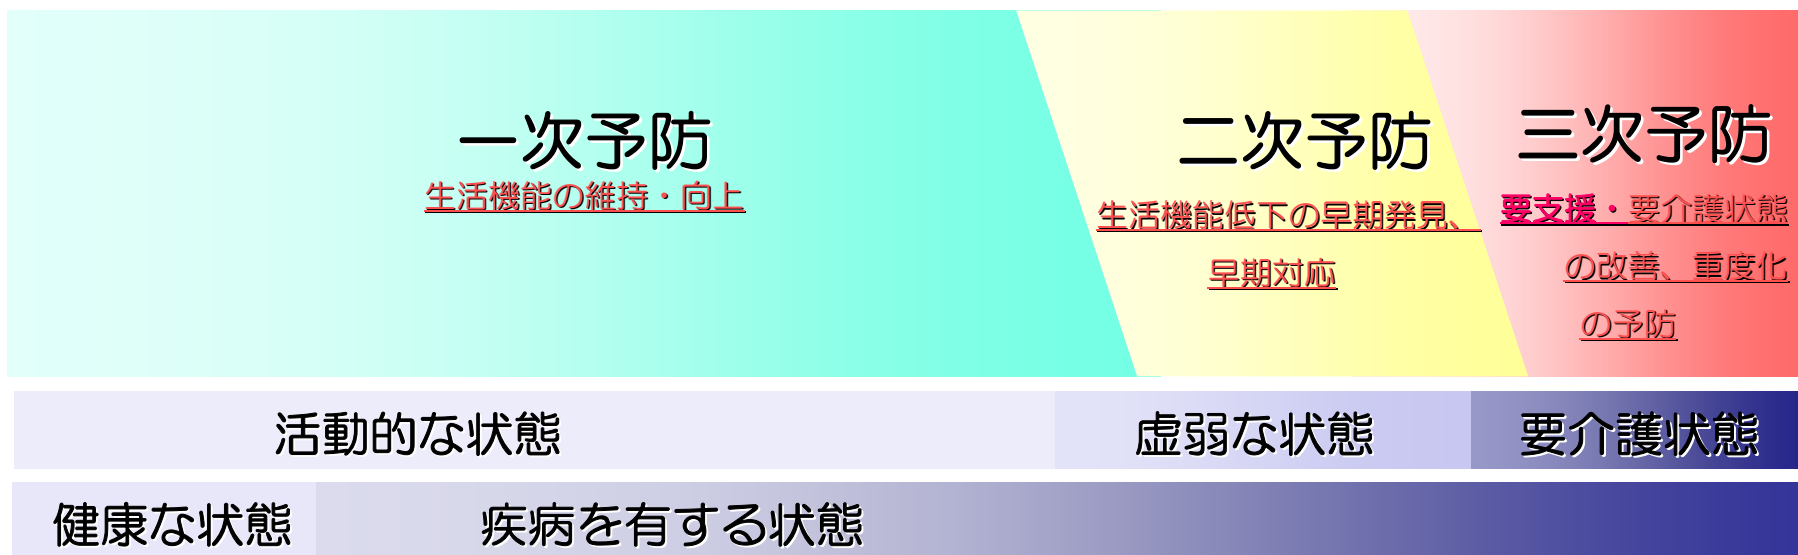 一次予防
生活機能の維持・向上
二次予防
生活機能低下の早期発見、
早期対応
三次予防
要支援・要介護状態
の改善、重度化
の予防
活動的な状態
虚弱な状態
要介護状態
健康な状態
疾病を有する状態